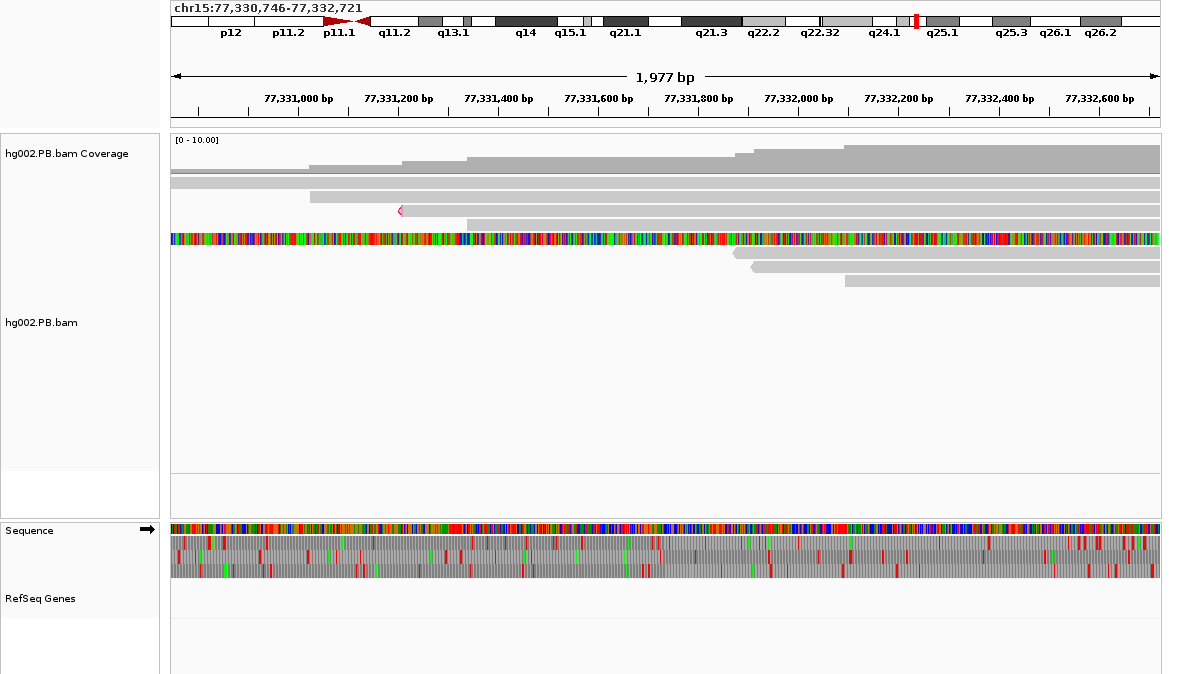 chr15:77,330,746-77,332,721
p12 p11.2 p11.1 q11.2 q13.1 q14 q15.1 q21.1 q21.3 q22.2 q22.32 q24.1 q25.1 q25.3 q26.1 q26.2
1,977 bp
77,331,000 bp 77,331,200 bp 77,331,400 bp 77,331,600 bp 77,331,800 bp 77,332,000 bp 77,332,200 bp 77,332,400 bp 77,332,600 bp
[0 - 10.00]
hg002.PB.bam Coverage
hg002.PB.bam
Sequence
RefSeq Genes